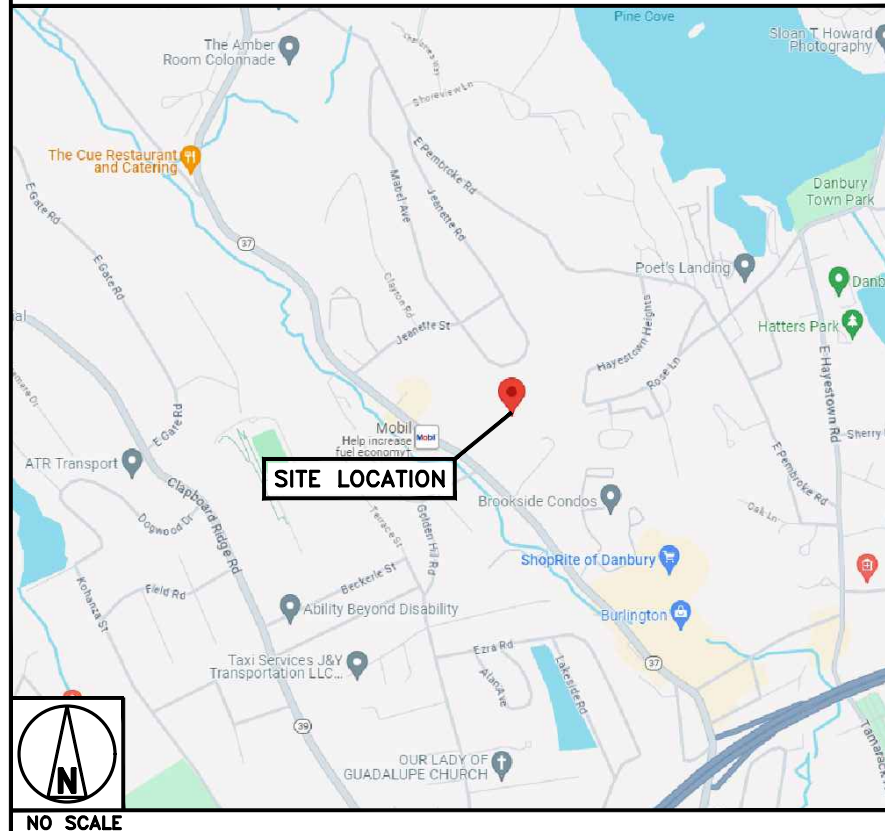 Pine Cove
The Amber
Room Colonnade
Sloan T Howard
Photography
Shoreview Ln
The Cue Restaurant
and Catering
E Pembroke Rd
Mabel Ave
Jeanette Rd
E Gate Rd
Danbury
Town Park
37
E Gate Rd
Poet's Landing
Danb
Clayton Rd
Hayestown Heights
Hatters Park
Jeanette St
Rose Ln
E Hayestown Rd
Mobil
Help increase
fuel economy†
Mobil
E Gate Rd
Sherry
ATR Transport
SITE LOCATION
E Pembroke Rd
Clapboard Ridge Rd
Brookside Condos
Oak Ln
Dogwood Dr
Terrace St
Golden Hill Rd
ShopRite of Danbury
Kohanza St
Field Rd
Beckerle St
Ability Beyond Disability
Burlington
Ezra Rd
Taxi Services J&Y
Transportation LLC...
Alan Ave
Lakeside Rd
37
39
Tamarack
OUR LADY OF
GUADALUPE CHURCH
N
NO SCALE